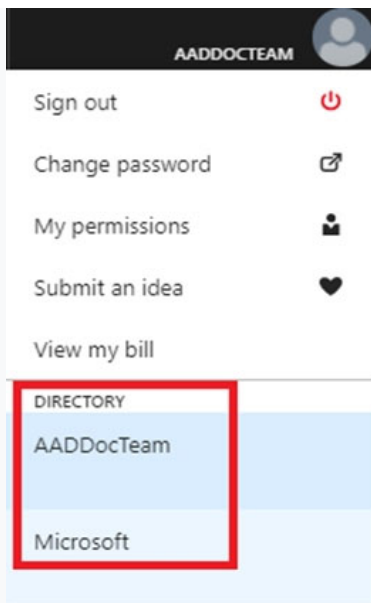 AADDOCTEAM
Sign out
Change password
My permissions
Submit an idea
View my bill
DIRECTORY
AADDocTeam
Microsoft